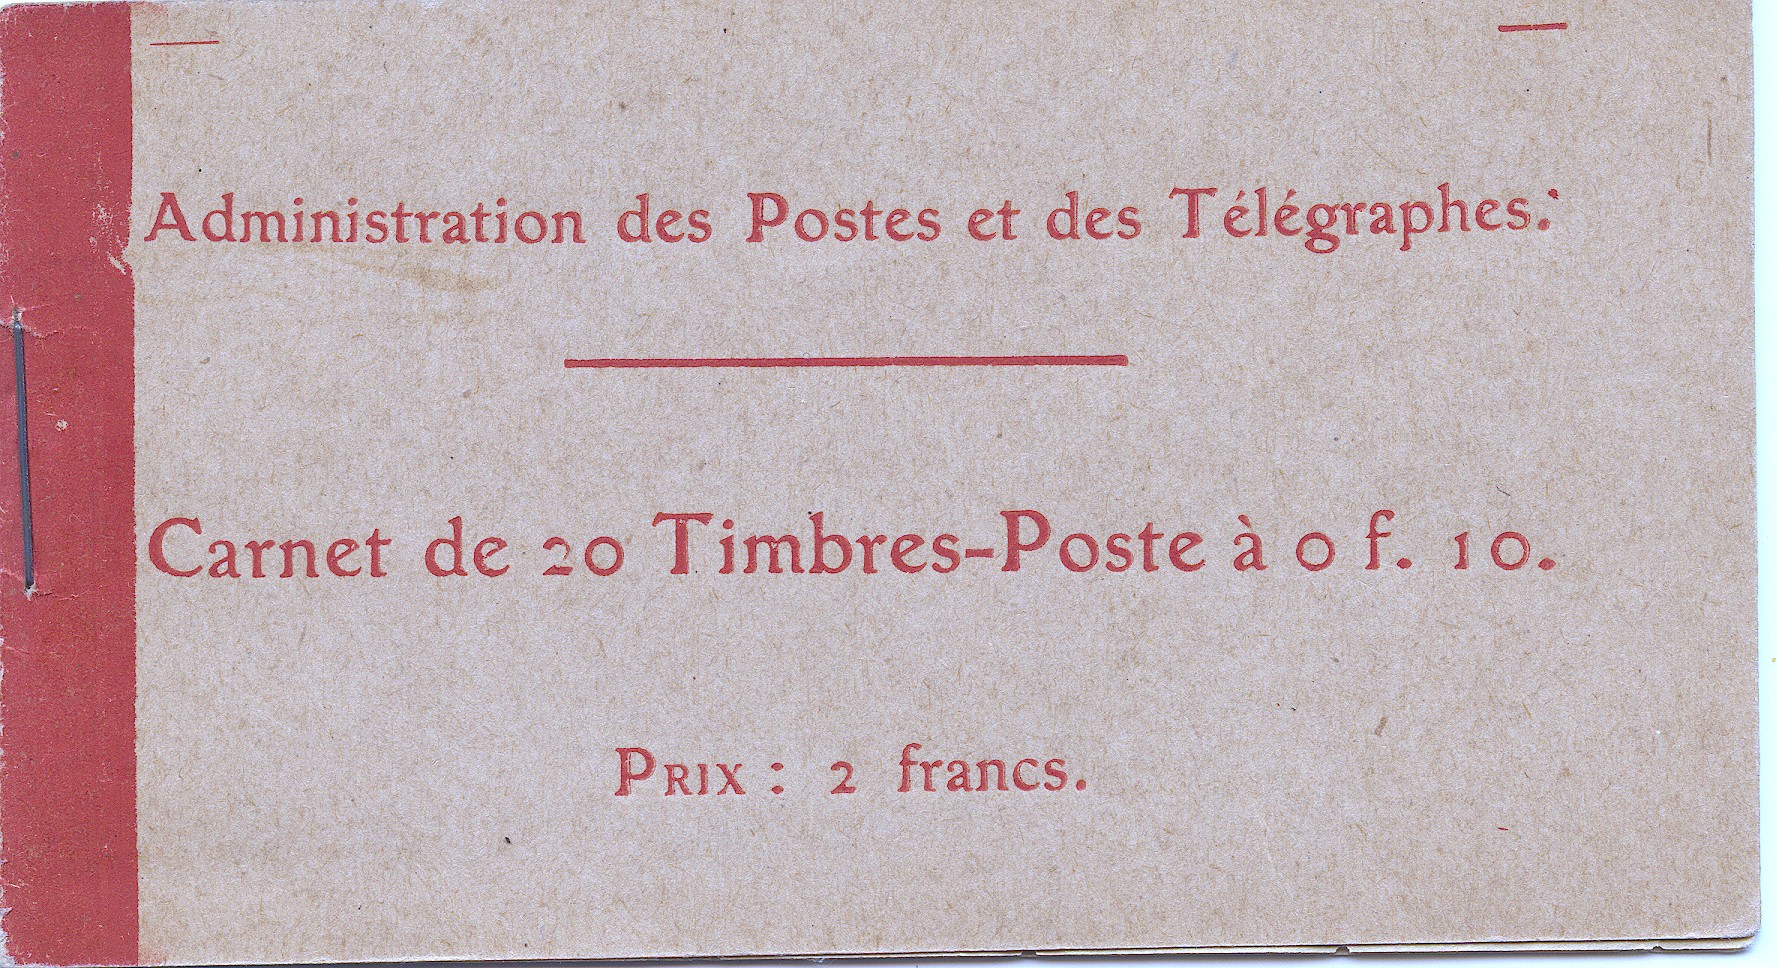 Administration des Postes et des Télégraphes.
Carnet de 20 Timbres-Poste à 0 f. 10.
PRIX : 2 francs.